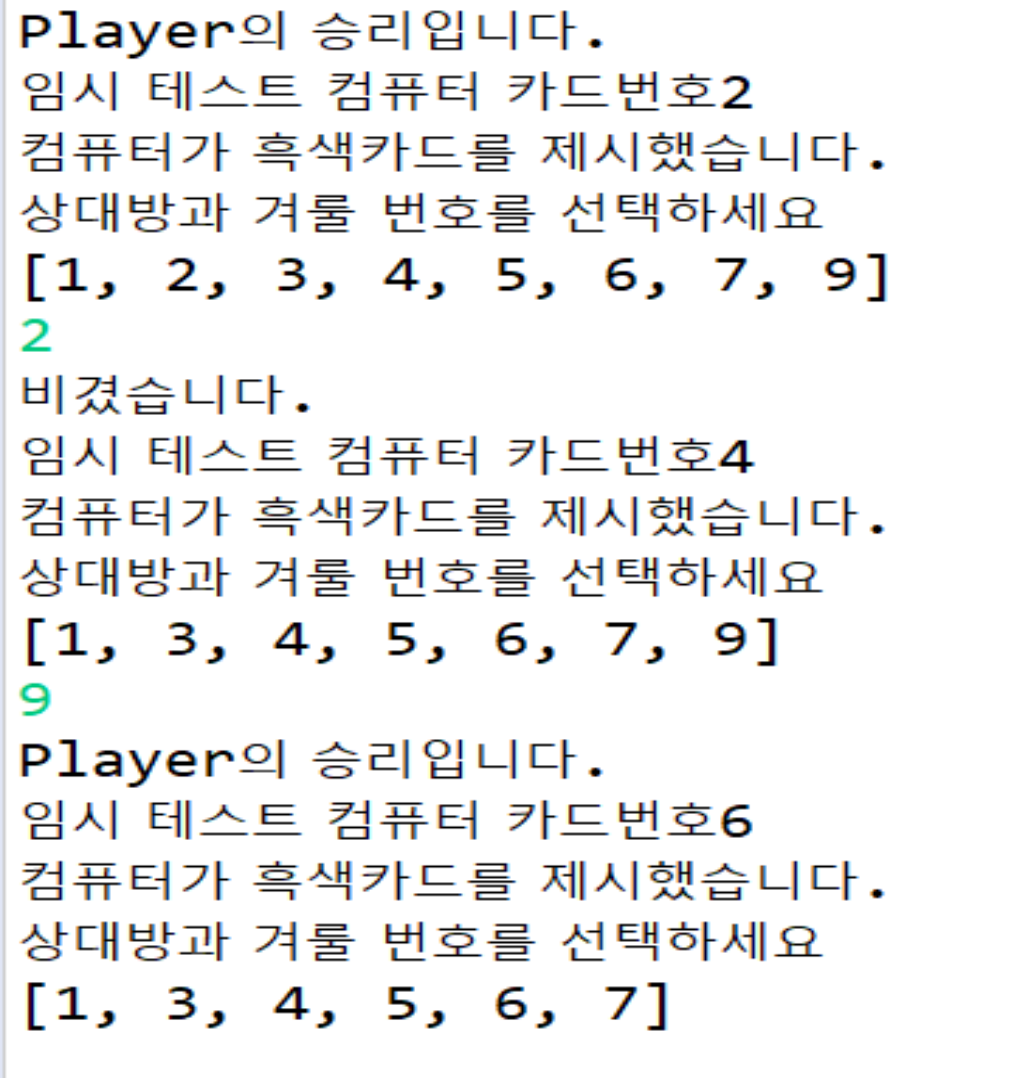 Player의 승리입니다.
임시 테스트 컴퓨터 카드번호2
컴퓨터가 흑색카드를 제시했습니다.
상대방과 겨룰 번호를 선택하세요
[1, 2, 3, 4, 5, 6, 7, 9]
2
비겼습니다.
임시 테스트 컴퓨터 카드번호4
컴퓨터가 흑색카드를 제시했습니다.
상대방과 겨룰 번호를 선택하세요
[1, 3, 4, 5, 6, 7, 9]
9
Player의 승리입니다.
임시 테스트 컴퓨터 카드번호6
컴퓨터가 흑색카드를 제시했습니다.
상대방과 겨룰 번호를 선택하세요
[1, 3, 4, 5, 6, 7]